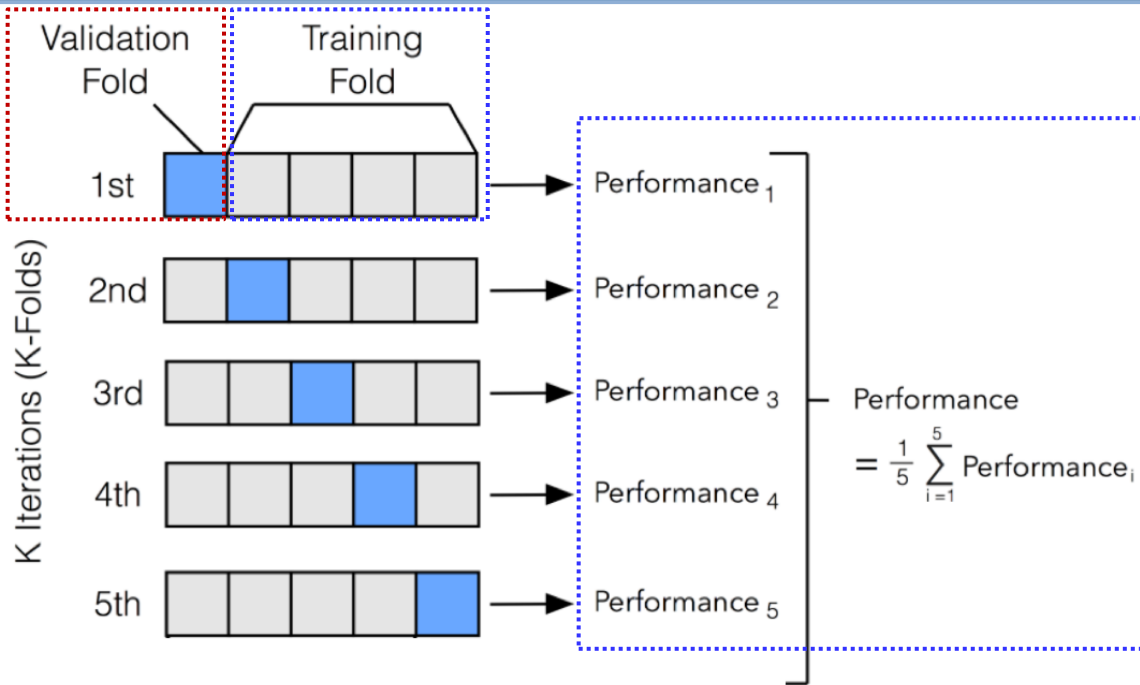 Validation
Fold
Training
Fold
K Iterations (K-Folds)
1st
Performance 1
2nd
Performance 2
3rd
Performance 3
4th
Performance 4
5th
Performance 5
Performance
= 1/5 5∑i=1 Performancei